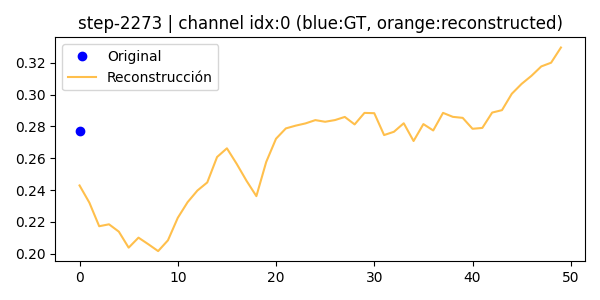 step-2273 | channel idx:0 (blue:GT, orange:reconstructed)
Original
Reconstrucción
0.32
0.30
0.28
0.26
0.24
0.22
0.20
0 10 20 30 40 50